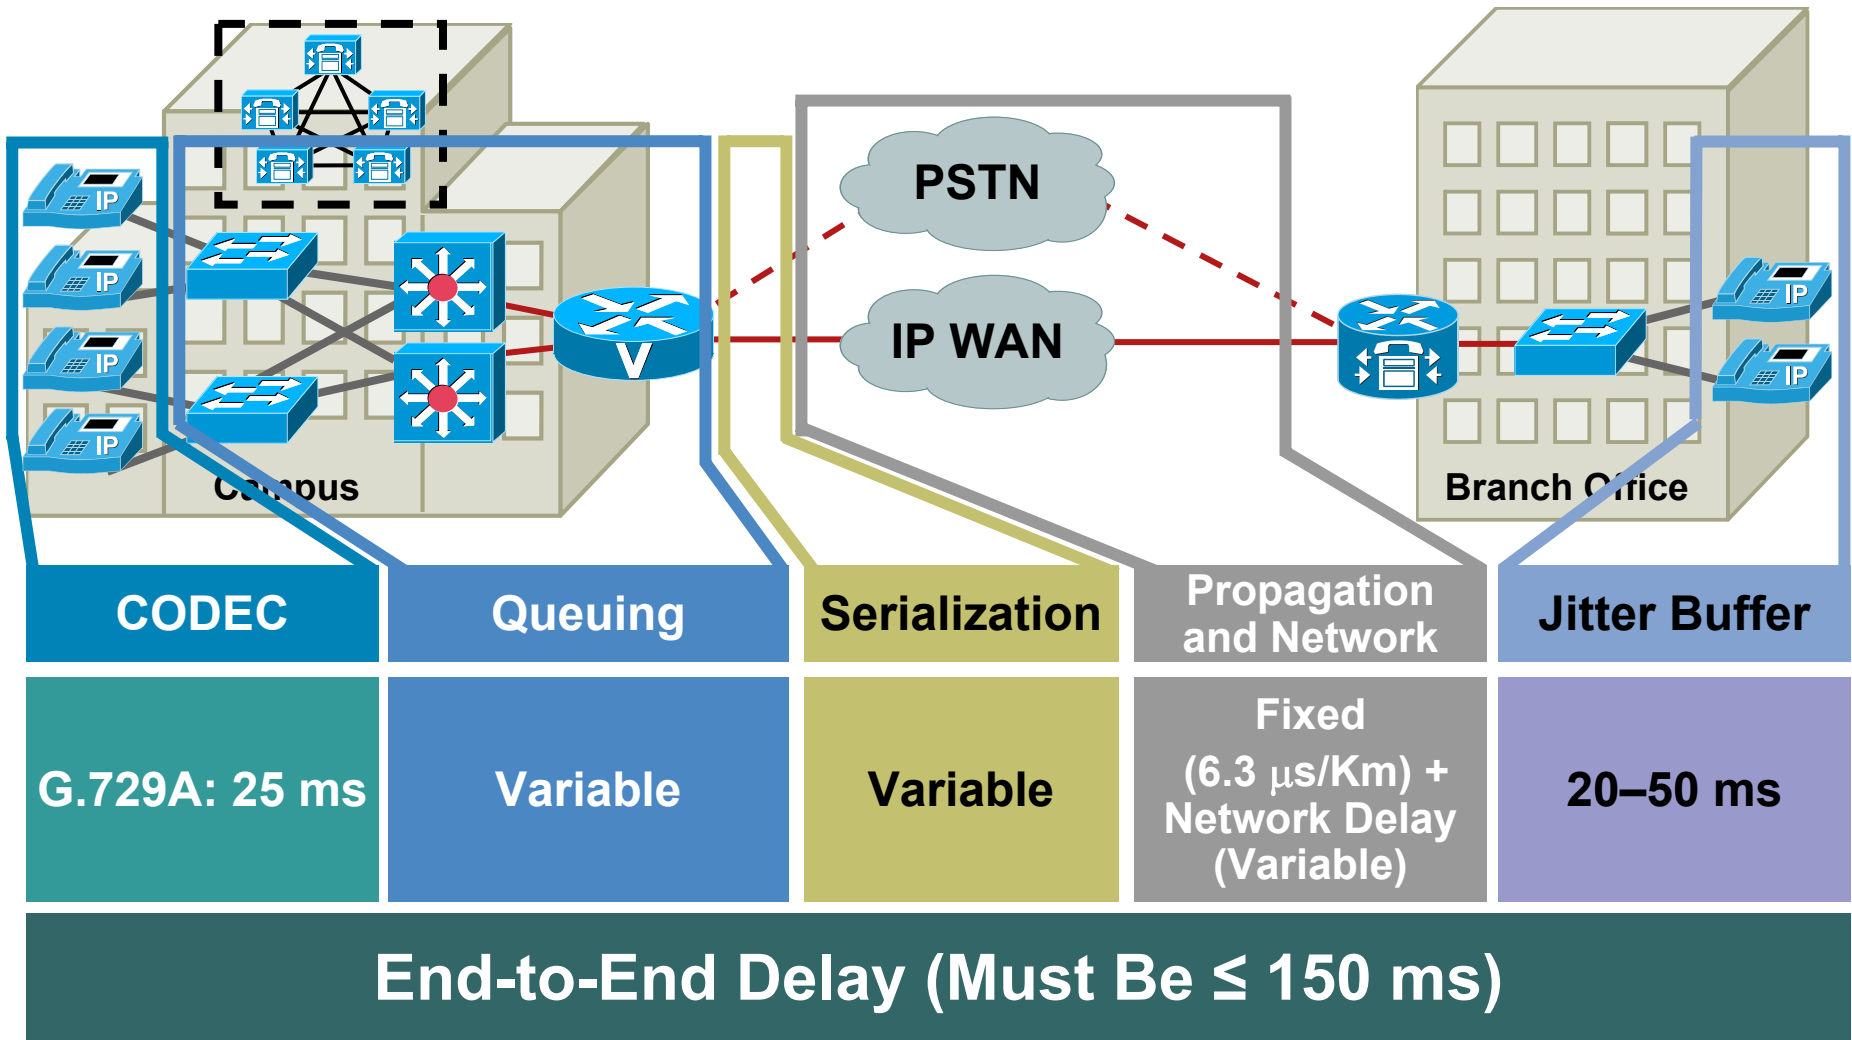 PSTN
IP WAN
IP
IP
IP
IP
V
IP
IP
Campus
Branch Office
CODEC
Queuing
Serialization
Propagation
and Network
Jitter Buffer
G.729A: 25 ms
Variable
Variable
Fixed
(6.3 μs/Km) +
Network Delay
(Variable)
20–50 ms
End-to-End Delay (Must Be ≤ 150 ms)